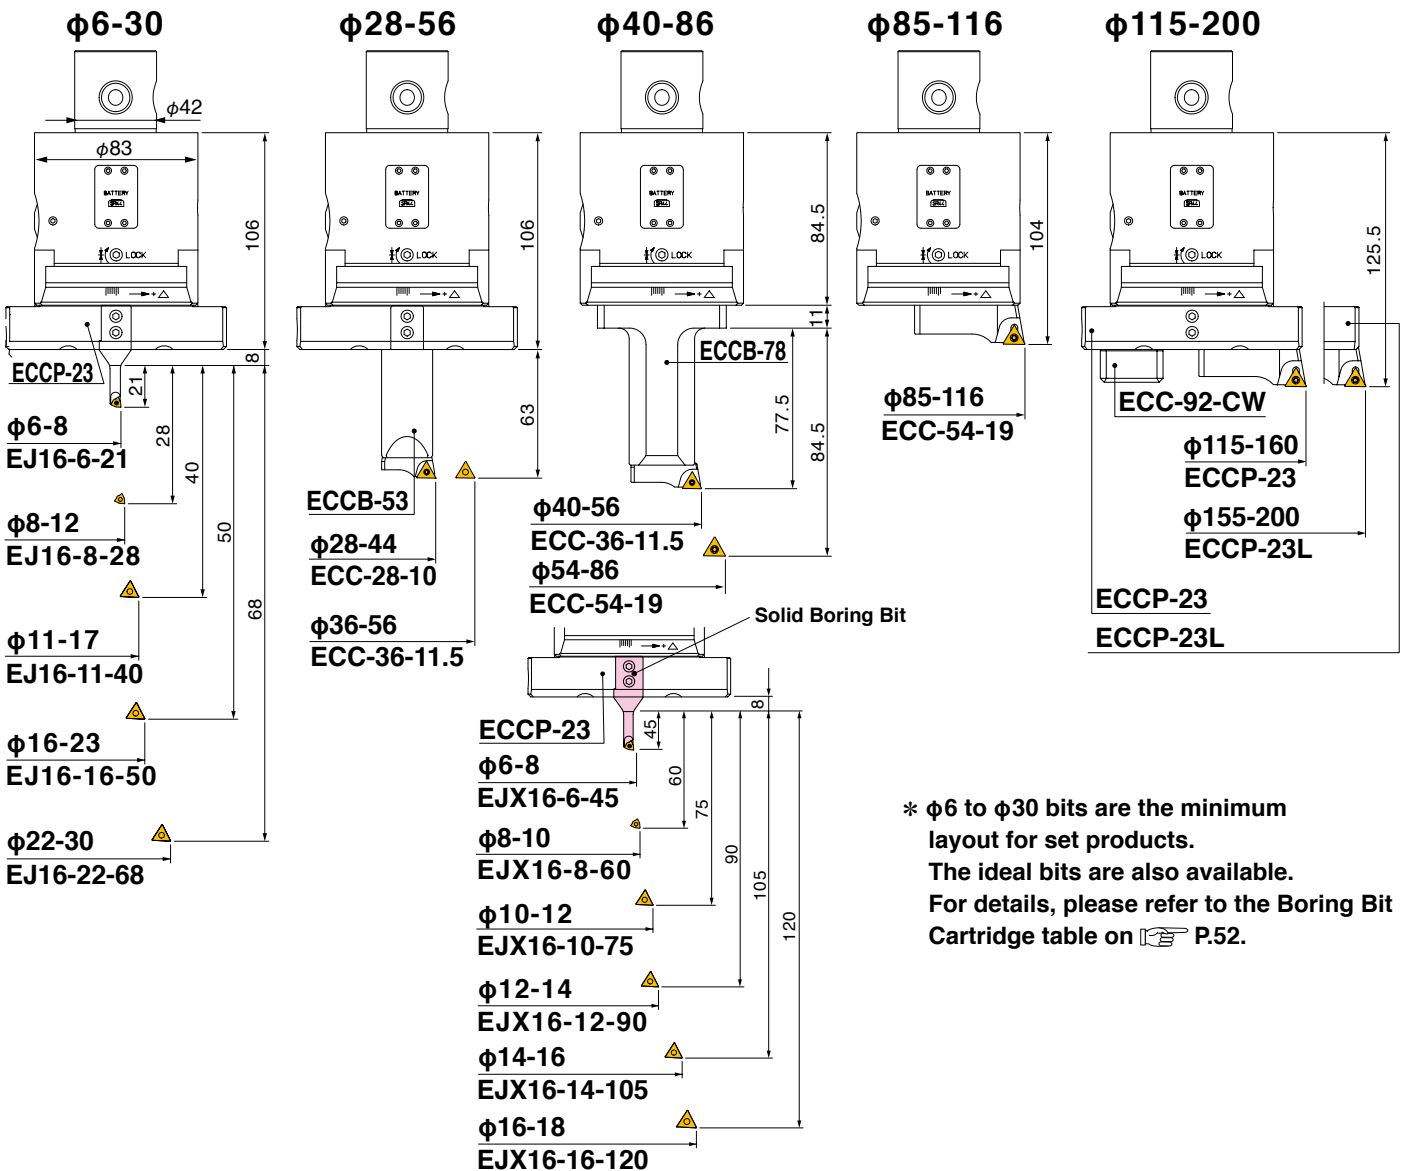 φ6-30
φ42
φ83
BATTERY
LOCK
106
8
ECCP-23
21
28
40
50
68
φ6-8
EJ16-6-21
φ8-12
EJ16-8-28
φ11-17
EJ16-11-40
φ16-23
EJ16-16-50
φ22-30
EJ16-22-68
φ28-56
BATTERY
LOCK
106
63
ECCB-53
φ28-44
ECC-28-10
φ36-56
ECC-36-11.5
φ40-86
BATTERY
LOCK
84.5
11
ECCB-78
77.5
84.5
φ40-56
ECC-36-11.5
φ54-86
ECC-54-19
φ85-116
BATTERY
LOCK
104
φ85-116
ECC-54-19
φ115-200
BATTERY
LOCK
125.5
ECC-92-CW
φ115-160
ECCP-23
φ155-200
ECCP-23L
ECCP-23
ECCP-23L
Solid Boring Bit
ECCP-23
8
45
60
75
90
105
120
φ6-8
EJX16-6-45
φ8-10
EJX16-8-60
φ10-12
EJX16-10-75
φ12-14
EJX16-12-90
φ14-16
EJX16-14-105
φ16-18
EJX16-16-120
* φ6 to φ30 bits are the minimum
layout for set products.
The ideal bits are also available.
For details, please refer to the Boring Bit
Cartridge table on ☞ P.52.